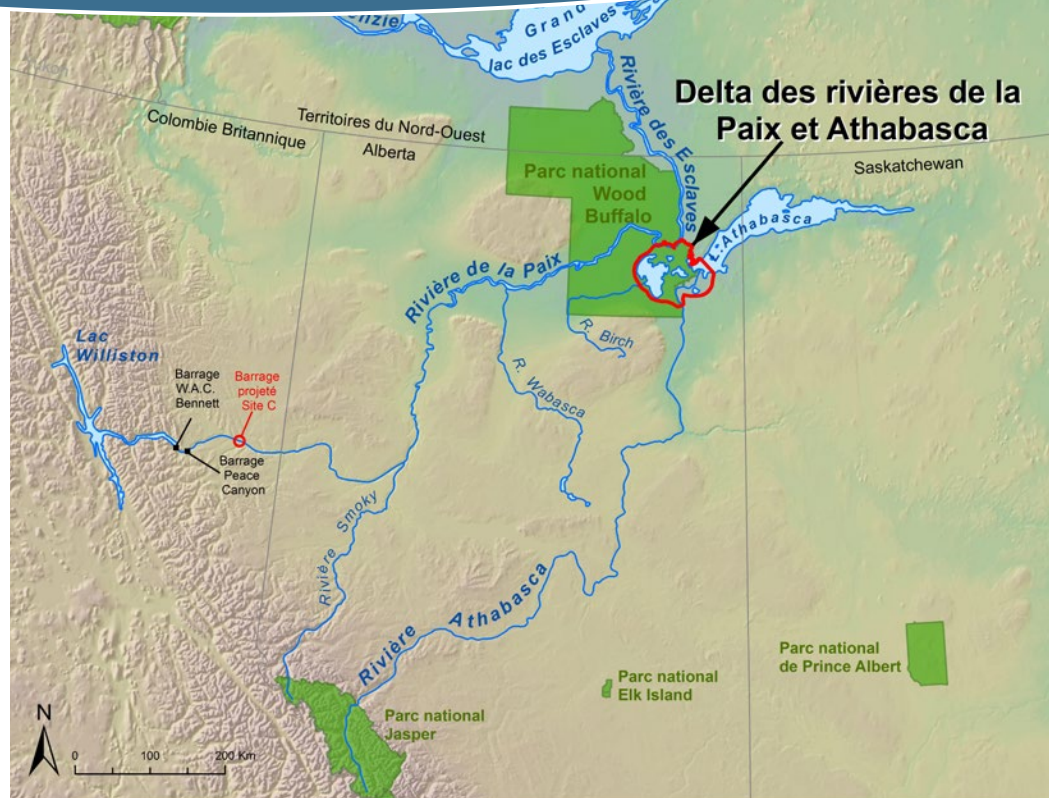 Grand
lac des Esclaves
Rivière des Esclaves
Delta des rivières de la
Paix et Athabasca
Yukon
Territoires du Nord-Ouest
Colombie Britannique
Alberta
Saskatchewan
Parc national
Wood
Buffalo
L. Athabasca
Rivière de la Paix
R. Birch
R. Wabasca
Lac
Williston
Barrage
W.A.C.
Bennett
Barrage
projeté
Site C
Barrage
Peace
Canyon
Rivière Smoky
Rivière Athabasca
Parc national
de Prince Albert
Parc national
Elk Island
Parc national
Jasper
N
0 100 200 Km